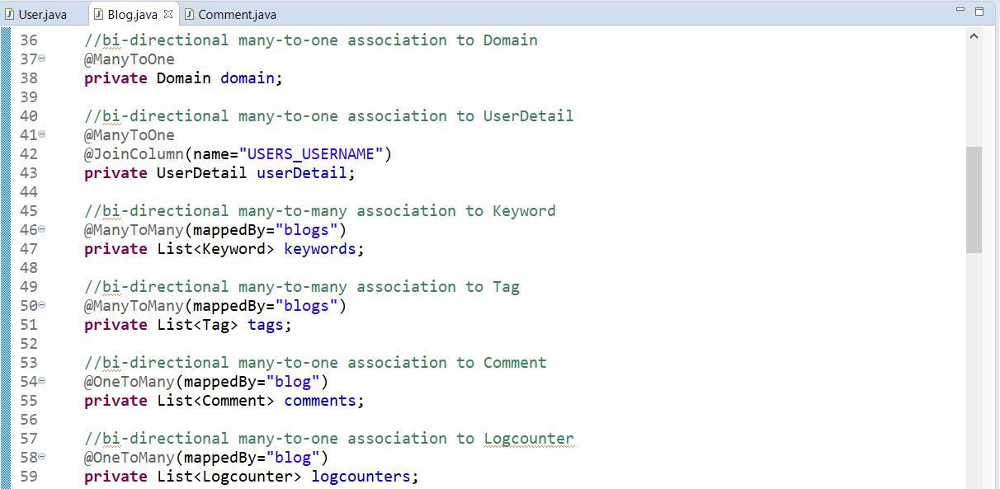 User.java Blog.java Comment.java
36 //bi-directional many-to-one association to Domain
37 @ManyToOne
38 private Domain domain;
39
40 //bi-directional many-to-one association to UserDetail
41 @ManyToOne
42 @JoinColumn(name="USERS_USERNAME")
43 private UserDetail userDetail;
44
45 //bi-directional many-to-many association to Keyword
46 @ManyToMany(mappedBy="blogs")
47 private List<Keyword> keywords;
48
49 //bi-directional many-to-many association to Tag
50 @ManyToMany(mappedBy="blogs")
51 private List<Tag> tags;
52
53 //bi-directional many-to-one association to Comment
54 @OneToMany(mappedBy="blog")
55 private List<Comment> comments;
56
57 //bi-directional many-to-one association to Logcounter
58 @OneToMany(mappedBy="blog")
59 private List<Logcounter> logcounters;